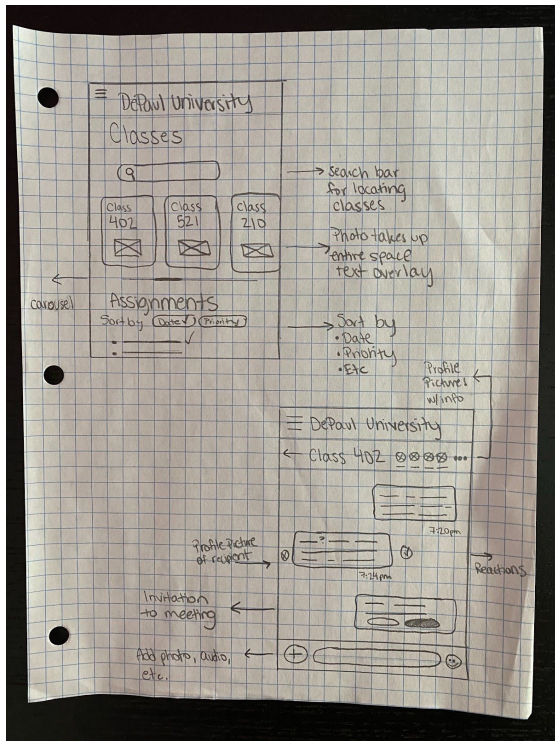 DePaul University
Classes
Class
402
Class
521
Class
210
→ Search bar
for locating
classes
→ Photo takes up
entire space
text overlay
carousel
Assignments
Sort by Date Priority
→ Sort by
• Date
• Priority
• Etc
Profile
Pictures
w/info
DePaul University
← Class 402
7:20pm
Profile Picture
of recipient
7:24pm
Reactions
Invitation
to meeting
Add photo, audio,
etc.